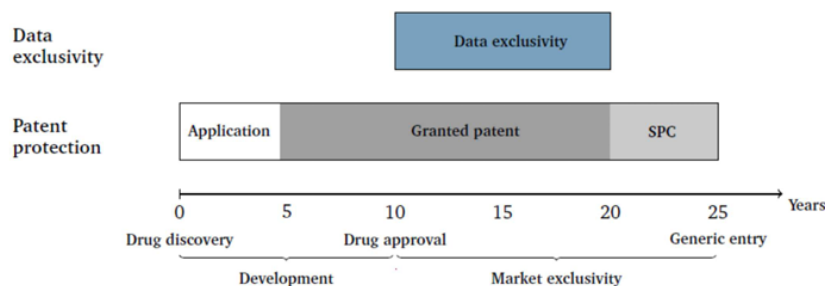 Data
exclusivity
Data exclusivity
Patent
protection
Application
Granted patent
SPC
0 5 10 15 20 25 Years
Drug discovery Drug approval Generic entry
Development Market exclusivity